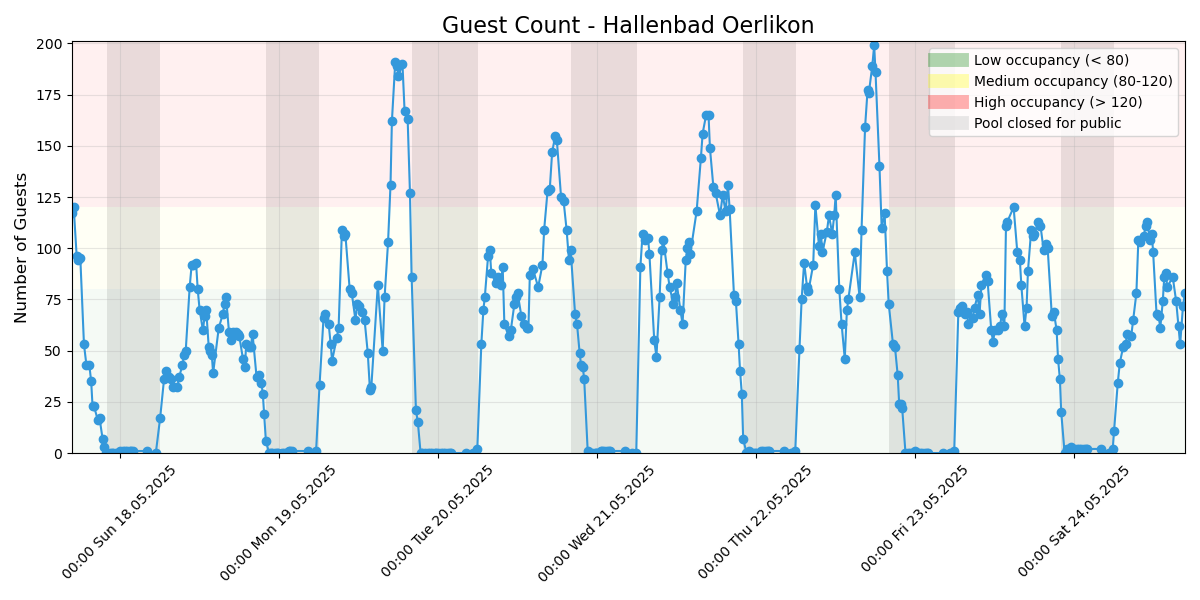 Guest Count - Hallenbad Oerlikon
Number of Guests
200
175
150
125
100
75
50
25
0
Low occupancy (< 80)
Medium occupancy (80-120)
High occupancy (> 120)
Pool closed for public
00:00 Sun 18.05.2025
00:00 Mon 19.05.2025
00:00 Tue 20.05.2025
00:00 Wed 21.05.2025
00:00 Thu 22.05.2025
00:00 Fri 23.05.2025
00:00 Sat 24.05.2025